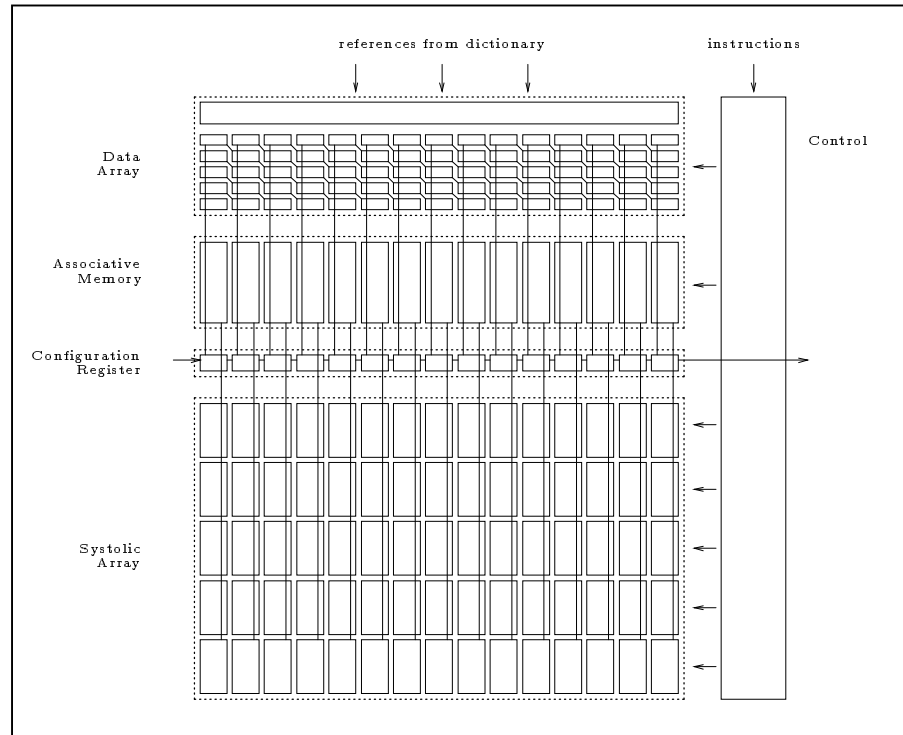 references from dictionary
instructions
Control
Data
Array
Associative
Memory
Configuration
Register
Systolic
Array